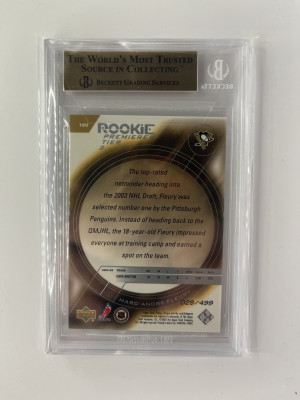 THE WORLD'S MOST TRUSTED
SOURCE IN COLLECTING
BECKETT GRADING SERVICES
BECKETT
ROOKIE
PREMIERE
TIER
The top-rated
netminder heading into
the 2003 NHL Draft, Fleury was
selected number one by the Pittsburgh
Penguins. Instead of heading back to the
QMJHL, the 18-year-old Fleury impressed
everyone at training camp and earned a
spot on the team.
MARC-ANDRE FLEURY
028/499